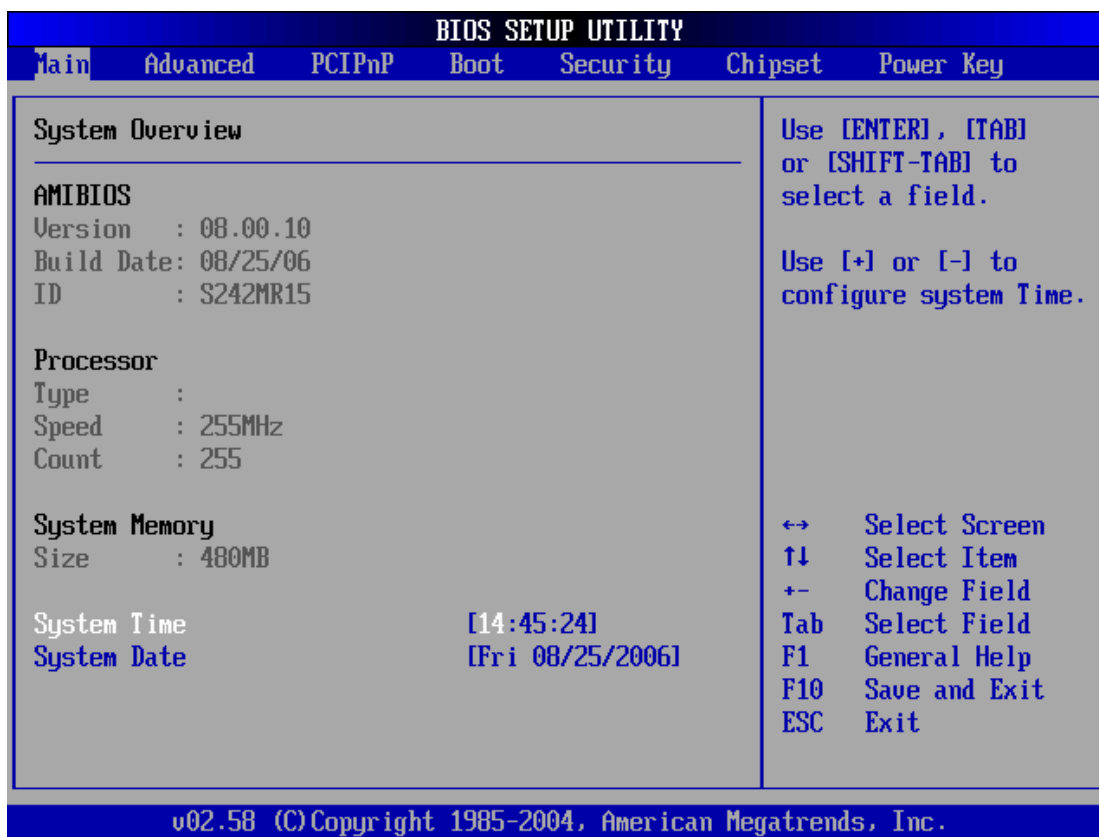 BIOS SETUP UTILITY
Main Advanced PCIPnP Boot Security Chipset Power Key
System Overview
AMIBIOS
Version : 08.00.10
Build Date: 08/25/06
ID : S242MR15
Processor
Type :
Speed : 255MHz
Count : 255
System Memory
Size : 480MB
System Time [14:45:24]
System Date [Fri 08/25/2006]
Use [ENTER], [TAB]
or [SHIFT-TAB] to
select a field.
Use [+] or [-] to
configure system Time.
↔ Select Screen
↑↓ Select Item
+- Change Field
Tab Select Field
F1 General Help
F10 Save and Exit
ESC Exit
v02.58 (C)Copyright 1985-2004, American Megatrends, Inc.